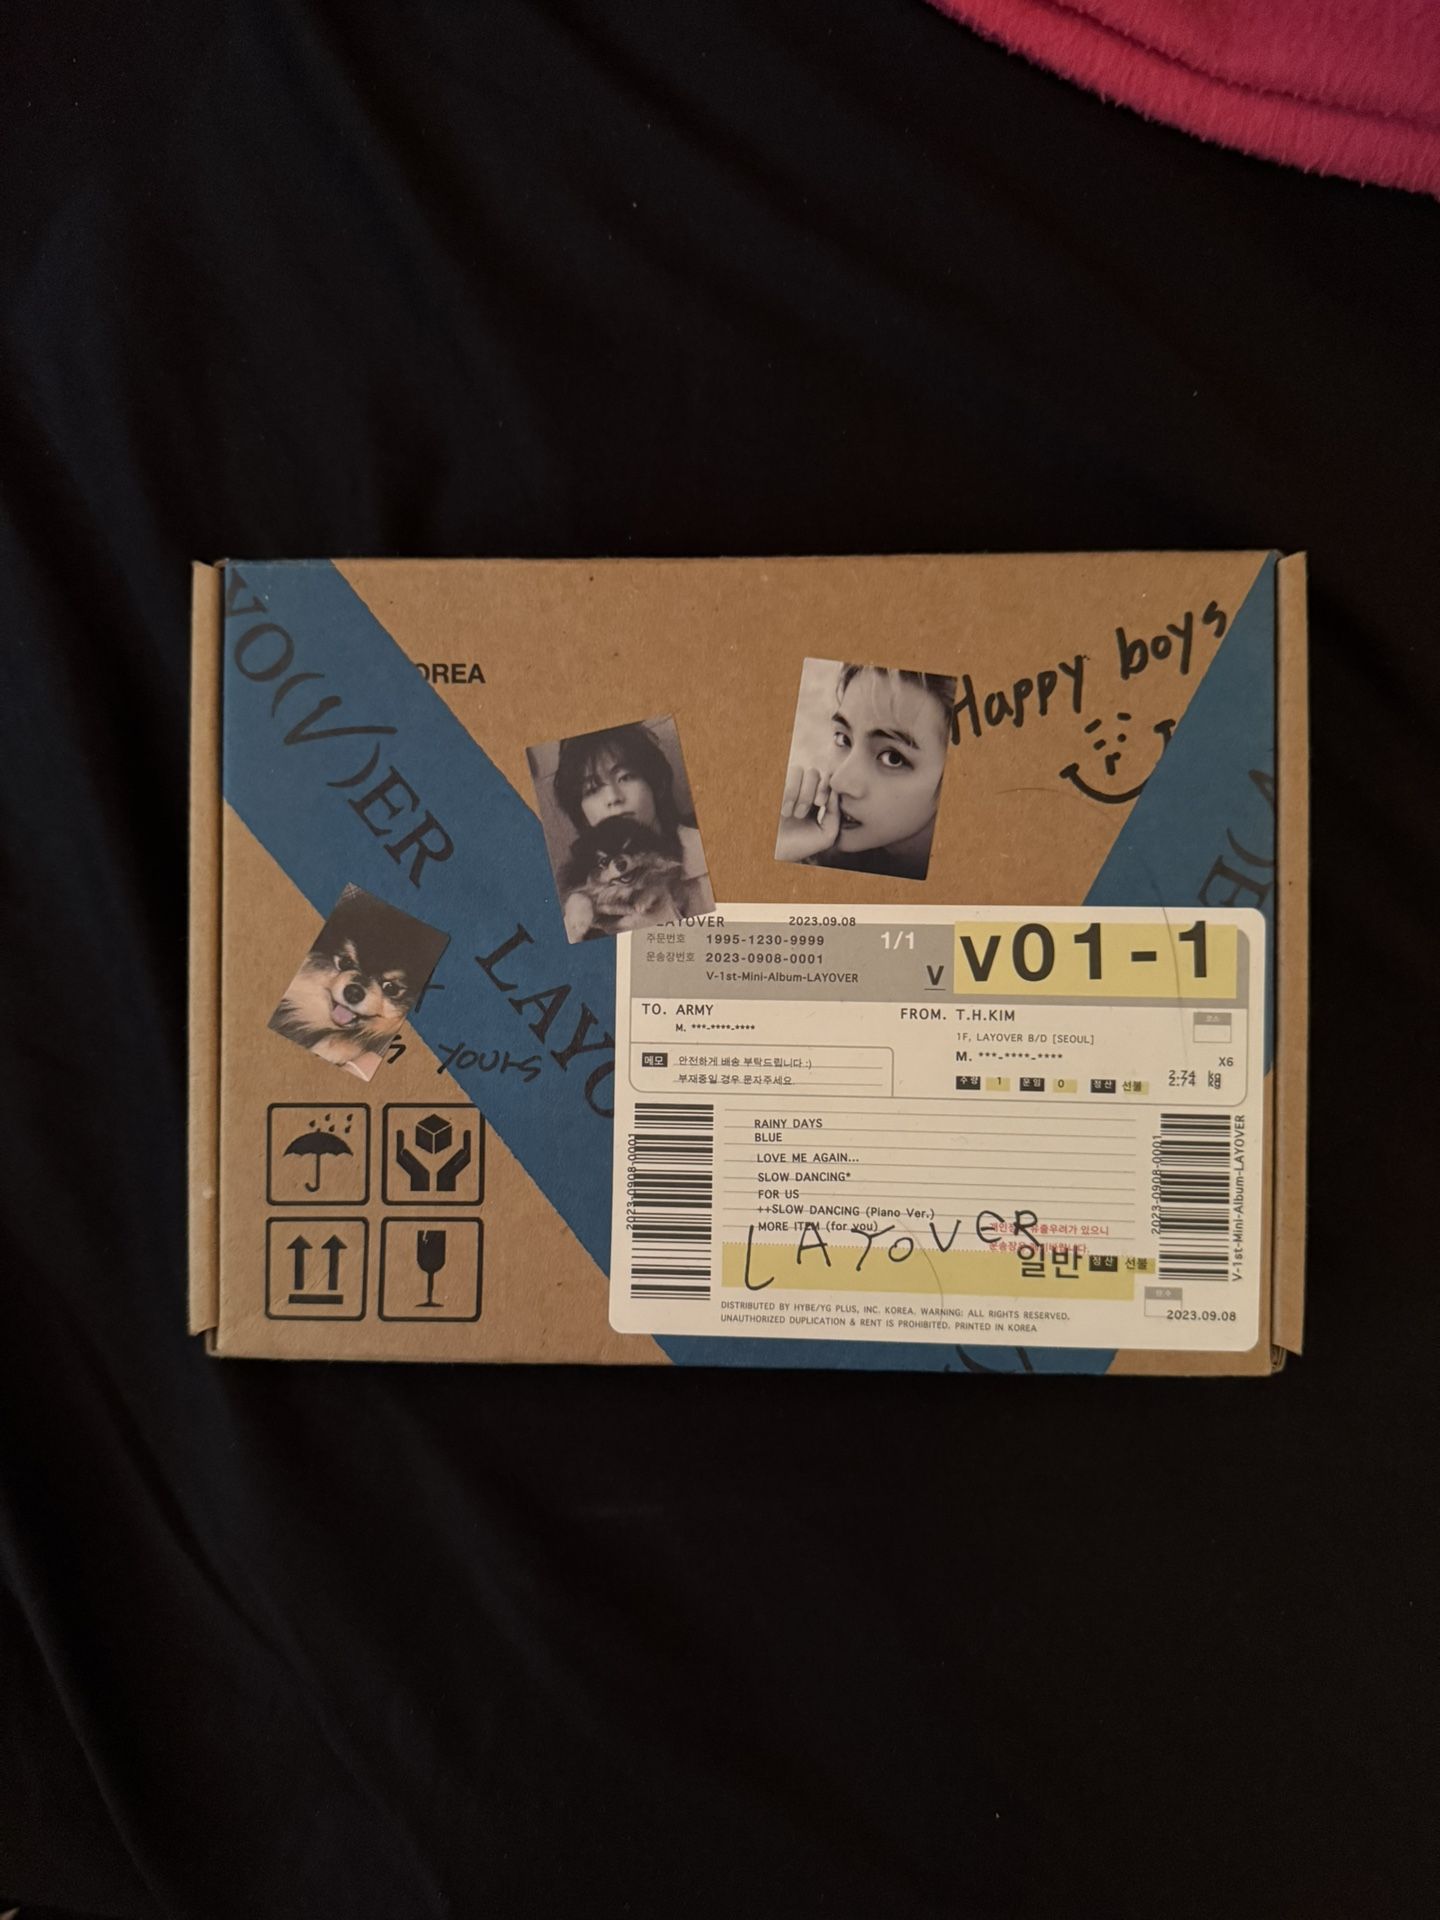 YO(V)ER LAYO
OREA
Happy boys
LAYOVER 2023.09.08
주문번호 1995-1230-9999
운송장번호 2023-0908-0001
V-1st-Mini-Album-LAYOVER
1/1
V
v01-1
TO. ARMY
M. ***-****-****
FROM. T.H.KIM
1F, LAYOVER B/D [SEOUL]
M. ***-****-****
메모 안전하게 배송 부탁드립니다 :)
부재중일 경우 문자주세요.
수량 1 운임 0 정산 선불
X6
2.74 kg
2.74 kg
RAINY DAYS
BLUE
LOVE ME AGAIN...
SLOW DANCING*
FOR US
++SLOW DANCING (Piano Ver.)
MORE ITEM (for you)
LAYOVER
일반 정산 선불
2023-0908-0001
2023-0908-0001
V-1st-Mini-Album-LAYOVER
DISTRIBUTED BY HYBE/YG PLUS, INC. KOREA. WARNING: ALL RIGHTS RESERVED.
UNAUTHORIZED DUPLICATION & RENT IS PROHIBITED. PRINTED IN KOREA
2023.09.08